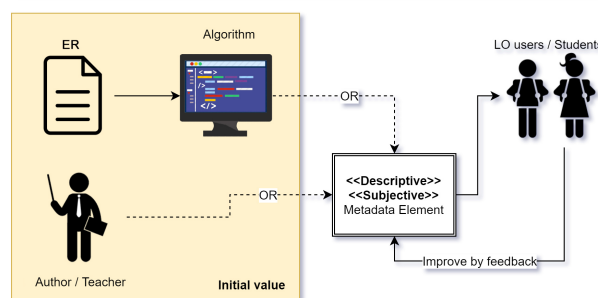 ER
Algorithm
LO users / Students
OR
<<Descriptive>>
<<Subjective>>
Metadata Element
OR
Improve by feedback
Author / Teacher
Initial value